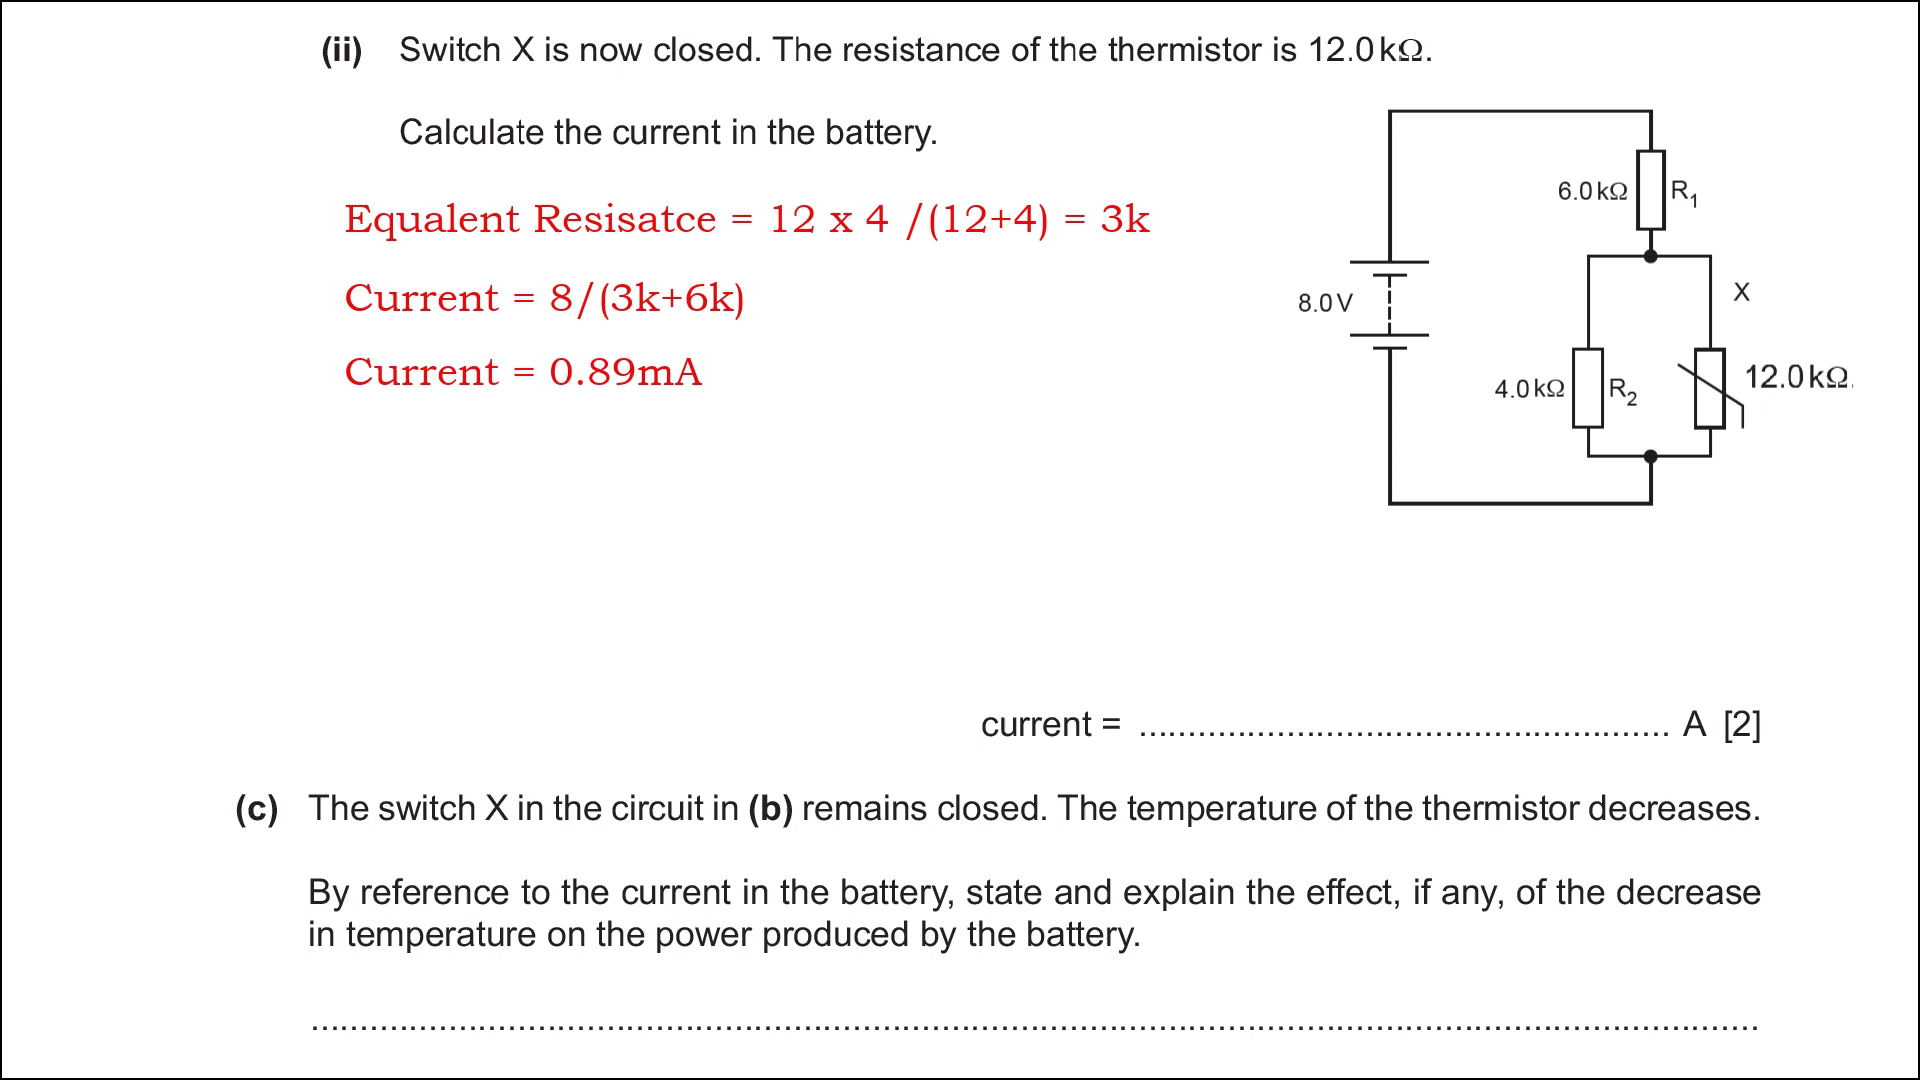 (ii) Switch X is now closed. The resistance of the thermistor is 12.0 kΩ.
Calculate the current in the battery.
Equalent Resisatce = 12 x 4 /(12+4) = 3k
Current = 8/(3k+6k)
Current = 0.89mA
6.0 kΩ R1
X
8.0 V
4.0 kΩ R2 12.0 kΩ.
current = ...................................................... A [2]
(c) The switch X in the circuit in (b) remains closed. The temperature of the thermistor decreases.
By reference to the current in the battery, state and explain the effect, if any, of the decrease
in temperature on the power produced by the battery.
...................................................................................................................................................